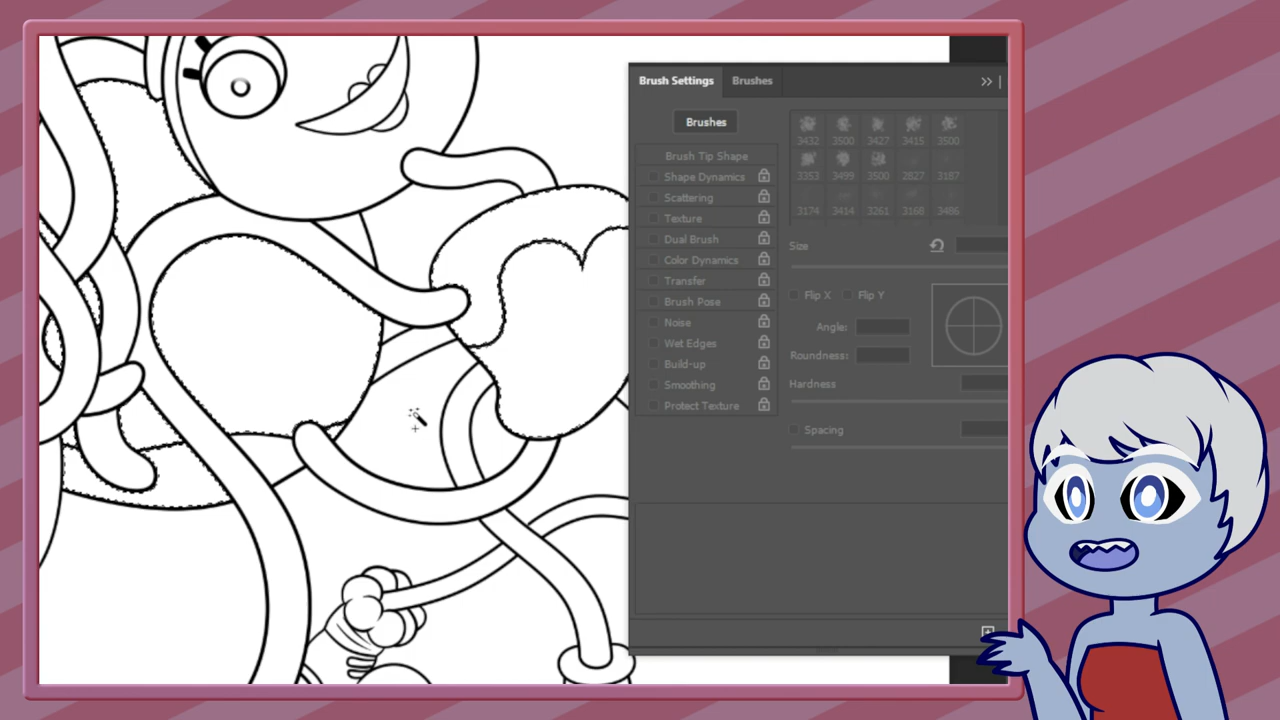 Brush Settings Brushes
Brushes
3432 3500 3427 3415 3500
Brush Tip Shape
3353 3499 3500 2827 3187
Shape Dynamics
Scattering
3174 3414 3261 3168 3486
Texture
Dual Brush
Size
Color Dynamics
Transfer
Flip X Flip Y
Brush Pose
Noise
Angle:
Wet Edges
Roundness:
Build-up
Smoothing
Hardness
Protect Texture
Spacing